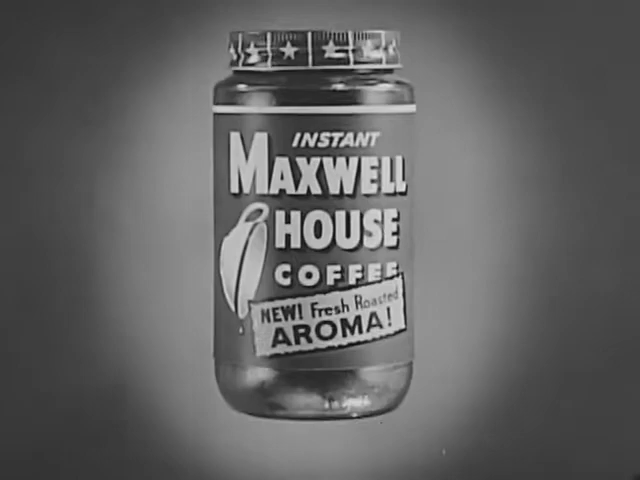 INSTANT
MAXWELL
HOUSE
COFFEE
NEW! Fresh Roasted
AROMA!